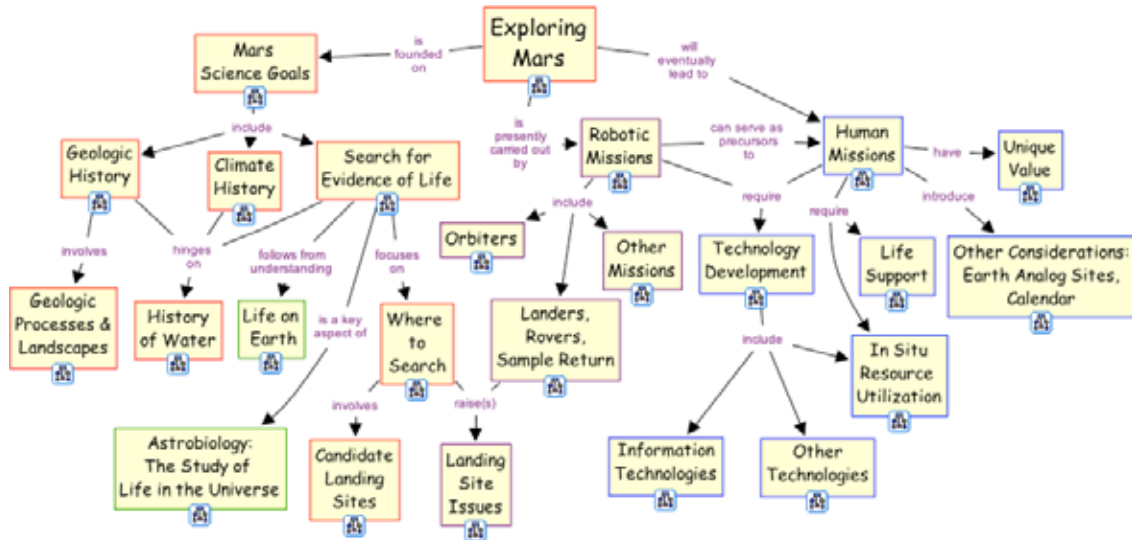 Exploring
Mars
is
founded
on
will
eventually
lead to
Mars
Science Goals
is
presently
carried out
by
include
Geologic
History
Climate
History
Search for
Evidence of Life
Robotic
Missions
can serve as
precursors
to
Human
Missions
have
Unique
Value
involves
hinges
on
follows from
understanding
focuses
on
include
require
require
introduce
Orbiters
Other
Missions
Technology
Development
Life
Support
Other Considerations:
Earth Analog Sites,
Calendar
Geologic
Processes &
Landscapes
History
of Water
Life on
Earth
is a key
aspect of
Where
to
Search
Landers,
Rovers,
Sample Return
include
In Situ
Resource
Utilization
involves
raise(s)
Astrobiology:
The Study of
Life in the Universe
Candidate
Landing
Sites
Landing
Site
Issues
Information
Technologies
Other
Technologies